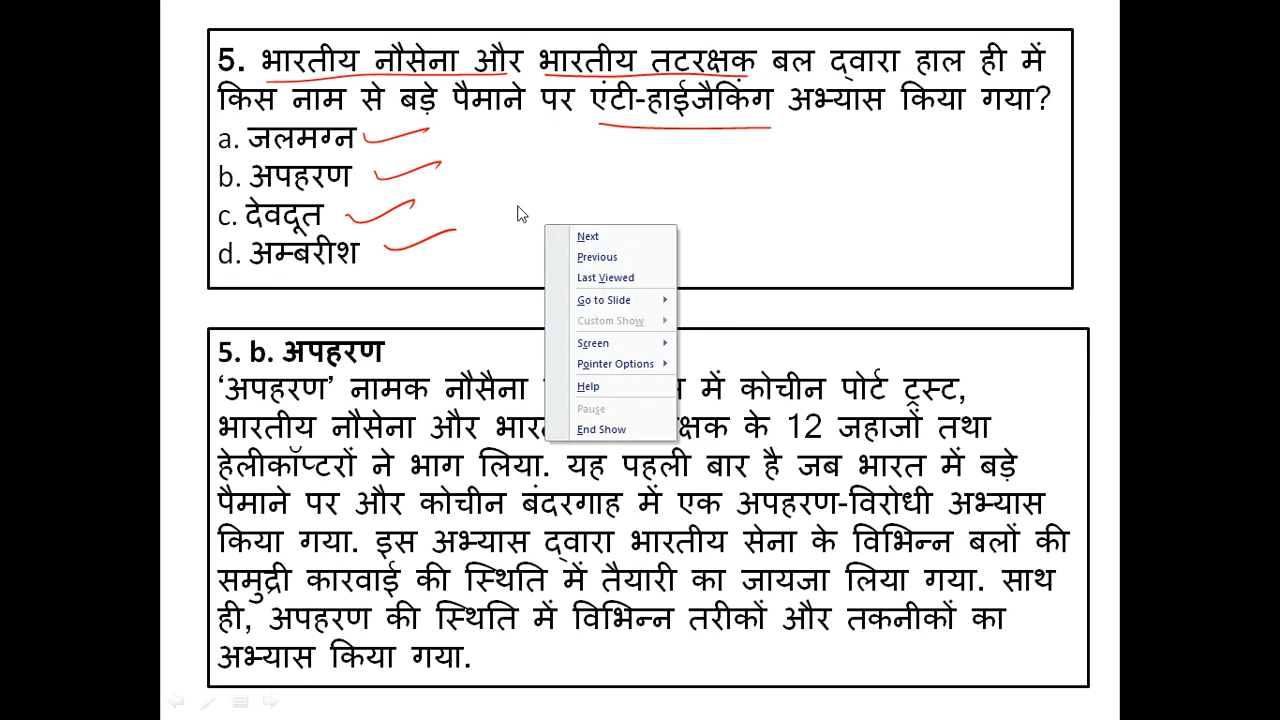 5. भारतीय नौसेना और भारतीय तटरक्षक बल द्वारा हाल ही में
किस नाम से बड़े पैमाने पर एंटी-हाईजैकिंग अभ्यास किया गया?
a. जलमग्न
b. अपहरण
c. देवदूत
d. अम्बरीश
Next
Previous
Last Viewed
Go to Slide
Custom Show
Screen
Pointer Options
Help
Pause
End Show
5. b. अपहरण
‘अपहरण’ नामक नौसैना में कोचीन पोर्ट ट्रस्ट,
भारतीय नौसेना और के 12 जहाजों तथा
हेलीकॉप्टरों ने भाग लिया. यह पहली बार है जब भारत में बड़े
पैमाने पर और कोचीन बंदरगाह में एक अपहरण-विरोधी अभ्यास
किया गया. इस अभ्यास द्वारा भारतीय सेना के विभिन्न बलों की
समुद्री कारवाई की स्थिति में तैयारी का जायजा लिया गया. साथ
ही, अपहरण की स्थिति में विभिन्न तरीकों और तकनीकों का
अभ्यास किया गया.